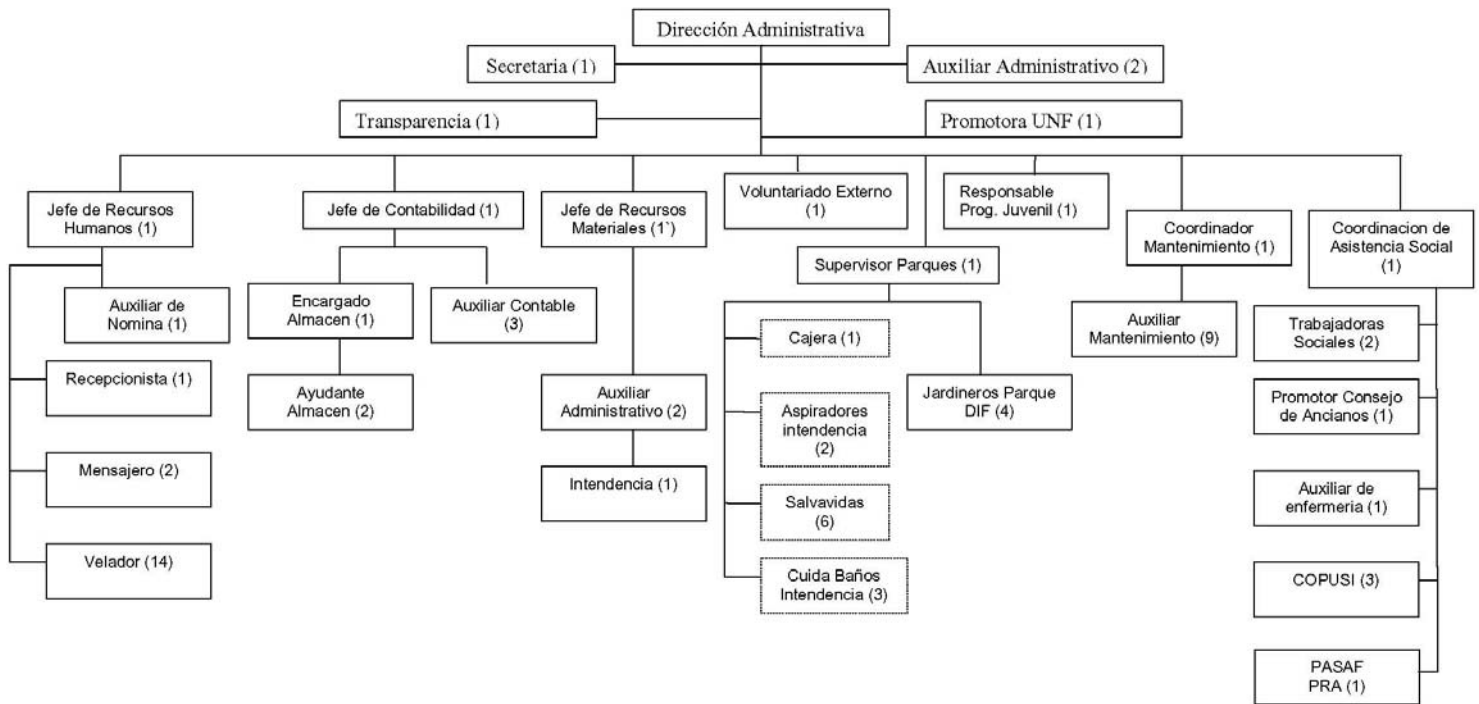 Dirección Administrativa
Secretaria (1)
Auxiliar Administrativo (2)
Transparencia (1)
Promotora UNF (1)
Jefe de Recursos
Humanos (1)
Jefe de Contabilidad (1)
Jefe de Recursos
Materiales (1`)
Voluntariado Externo
(1)
Responsable
Prog. Juvenil (1)
Coordinador
Mantenimiento (1)
Coordinacion de
Asistencia Social
(1)
Supervisor Parques (1)
Auxiliar de
Nomina (1)
Encargado
Almacen (1)
Auxiliar Contable
(3)
Auxiliar
Mantenimiento (9)
Cajera (1)
Trabajadoras
Sociales (2)
Recepcionista (1)
Ayudante
Almacen (2)
Auxiliar
Administrativo (2)
Aspiradores
intendencia
(2)
Jardineros Parque
DIF (4)
Promotor Consejo
de Ancianos (1)
Mensajero (2)
Intendencia (1)
Salvavidas
(6)
Auxiliar de
enfermeria (1)
Velador (14)
Cuida Baños
Intendencia (3)
COPUSI (3)
PASAF
PRA (1)